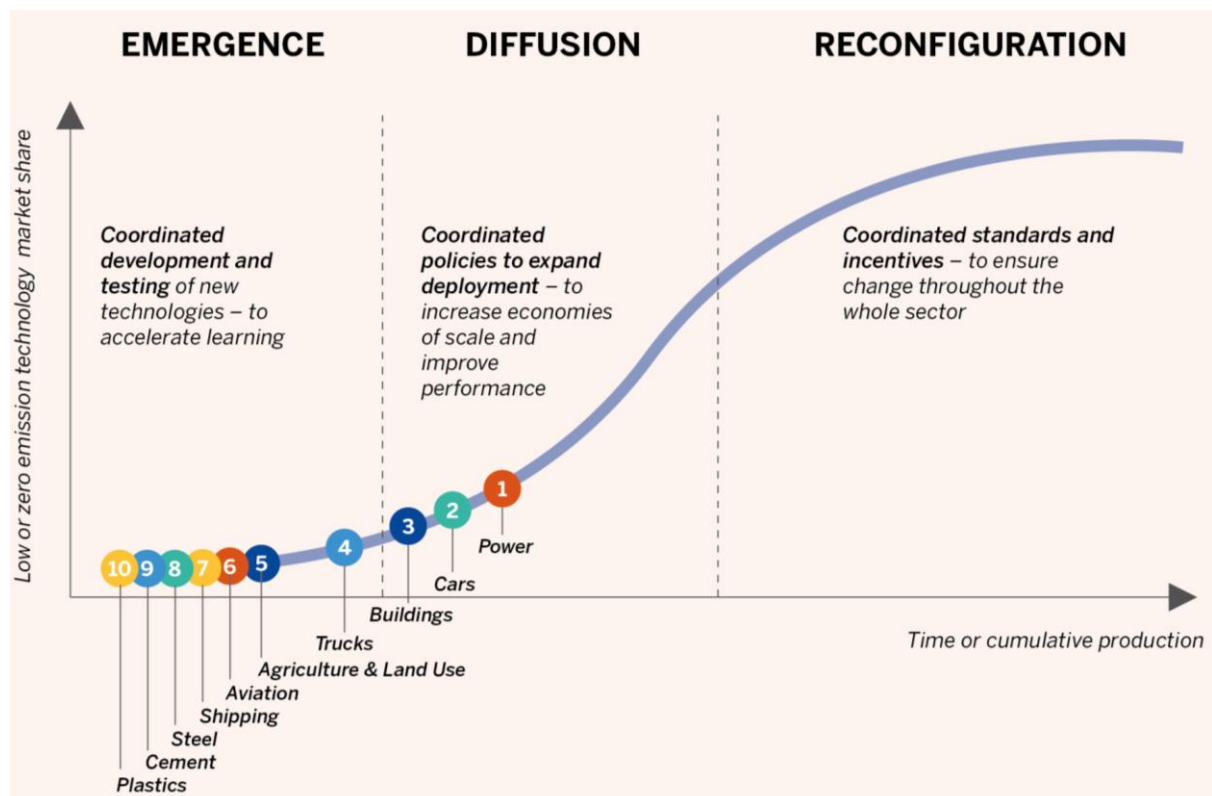 EMERGENCE
DIFFUSION
RECONFIGURATION
Low or zero emission technology market share
Coordinated
development and
testing of new
technologies – to
accelerate learning
Coordinated
policies to expand
deployment – to
increase economies
of scale and
improve
performance
Coordinated standards and
incentives – to ensure
change throughout the
whole sector
10
9
8
7
6
5
4
3
2
1
Power
Cars
Buildings
Trucks
Agriculture & Land Use
Aviation
Shipping
Steel
Cement
Plastics
Time or cumulative production